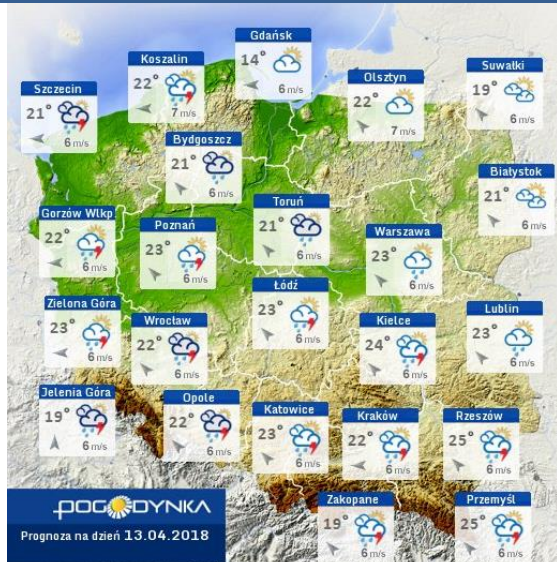 Gdańsk
14°
6 m/s
Koszalin
22°
7 m/s
Suwałki
19°
6 m/s
Olsztyn
22°
7 m/s
Szczecin
21°
6 m/s
Bydgoszcz
21°
6 m/s
Białystok
21°
6 m/s
Toruń
21°
6 m/s
Gorzów Wlkp
22°
6 m/s
Poznań
23°
6 m/s
Warszawa
23°
6 m/s
Łódź
23°
6 m/s
Zielona Góra
23°
6 m/s
Wrocław
22°
6 m/s
Kielce
24°
6 m/s
Lublin
23°
6 m/s
Jelenia Góra
19°
6 m/s
Opole
22°
6 m/s
Katowice
23°
6 m/s
Kraków
22°
6 m/s
Rzeszów
25°
6 m/s
Zakopane
19°
6 m/s
Przemyśl
25°
6 m/s
POGODYNKA
Prognoza na dzień 13.04.2018